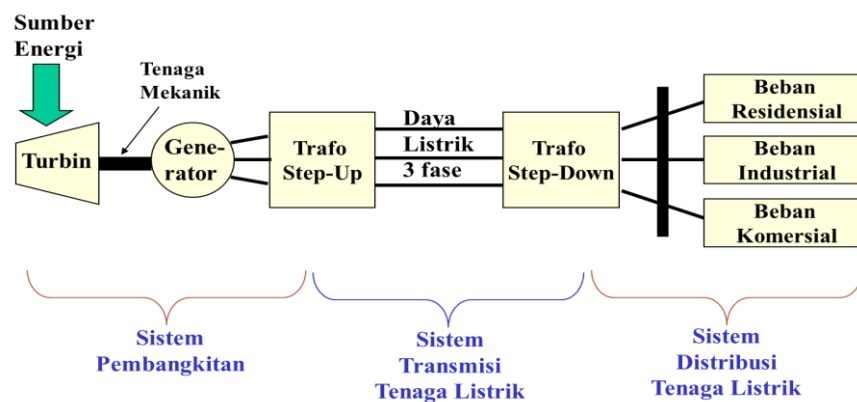 Sumber
Energi
Tenaga
Mekanik
Turbin
Gene-
rator
Trafo
Step-Up
Daya
Listrik
3 fase
Trafo
Step-Down
Beban
Residensial
Beban
Industrial
Beban
Komersial
Sistem
Pembangkitan
Sistem
Transmisi
Tenaga Listrik
Sistem
Distribusi
Tenaga Listrik